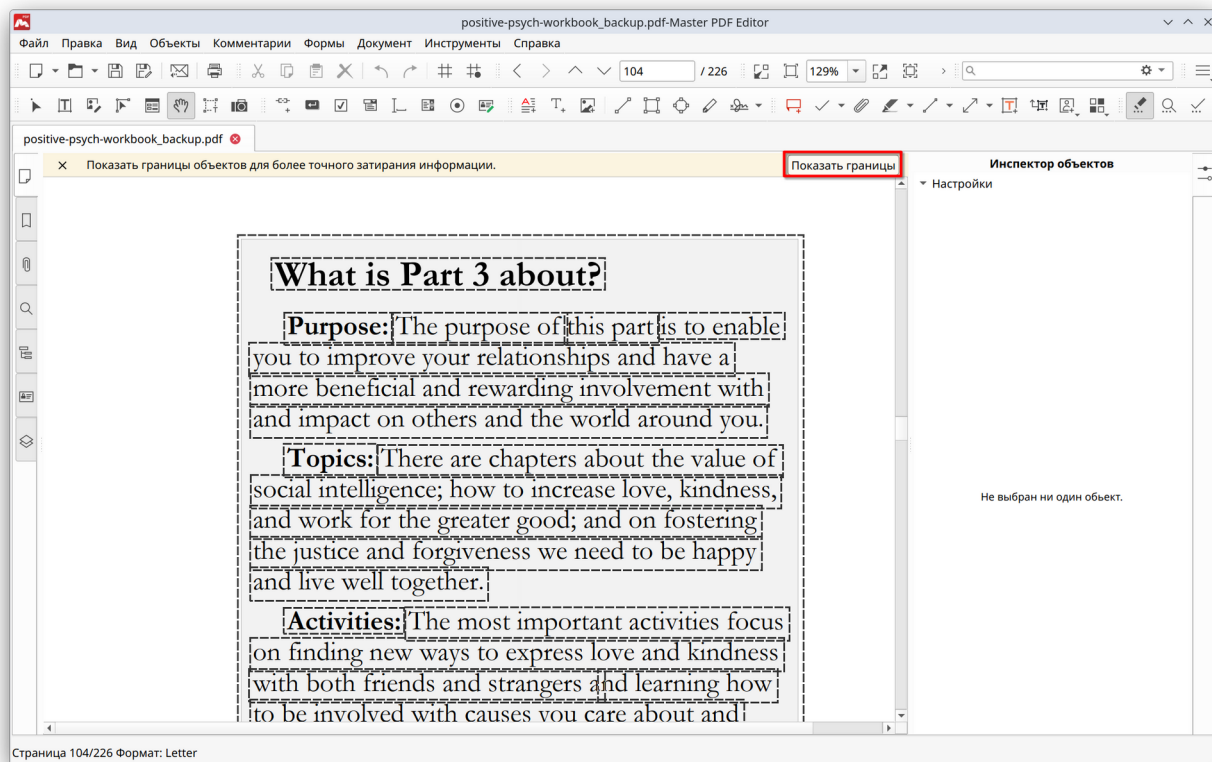 positive-psych-workbook_backup.pdf-Master PDF Editor
Файл Правка Вид Объекты Комментарии Формы Документ Инструменты Справка
104 / 226 129%
positive-psych-workbook_backup.pdf
Показать границы объектов для более точного затирания информации. Показать границы
Инспектор объектов
Настройки
What is Part 3 about?
Purpose: The purpose of this part is to enable
you to improve your relationships and have a
more beneficial and rewarding involvement with
and impact on others and the world around you.
Topics: There are chapters about the value of
social intelligence; how to increase love, kindness,
and work for the greater good; and on fostering
the justice and forgiveness we need to be happy
and live well together.
Activities: The most important activities focus
on finding new ways to express love and kindness
with both friends and strangers and learning how
to be involved with causes you care about and
Не выбран ни один обьект.
Страница 104/226 Формат: Letter